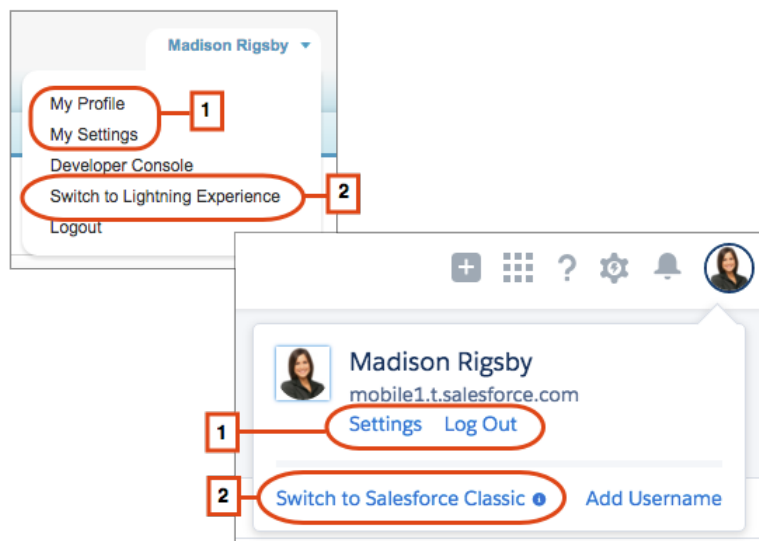 Madison Rigsby
My Profile
1
My Settings
Developer Console
Switch to Lightning Experience
2
Logout
Madison Rigsby
mobile1.t.salesforce.com
1
Settings Log Out
2
Switch to Salesforce Classic Add Username